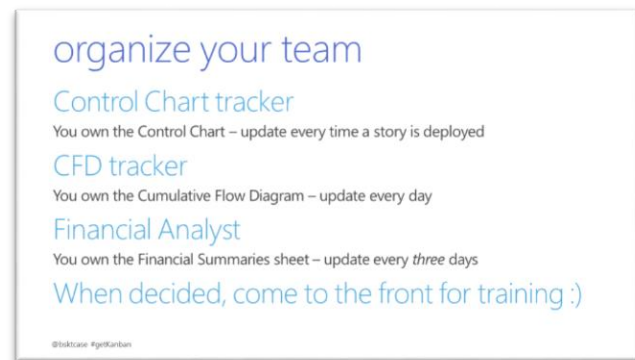 organize your team
Control Chart tracker
You own the Control Chart – update every time a story is deployed
CFD tracker
You own the Cumulative Flow Diagram – update every day
Financial Analyst
You own the Financial Summaries sheet – update every three days
When decided, come to the front for training :)
@bsktcase #getKanban